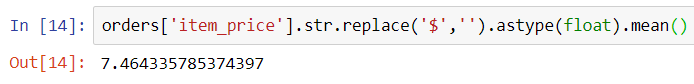 In [14]: orders['item_price'].str.replace('$','').astype(float).mean()
Out[14]: 7.464335785374397